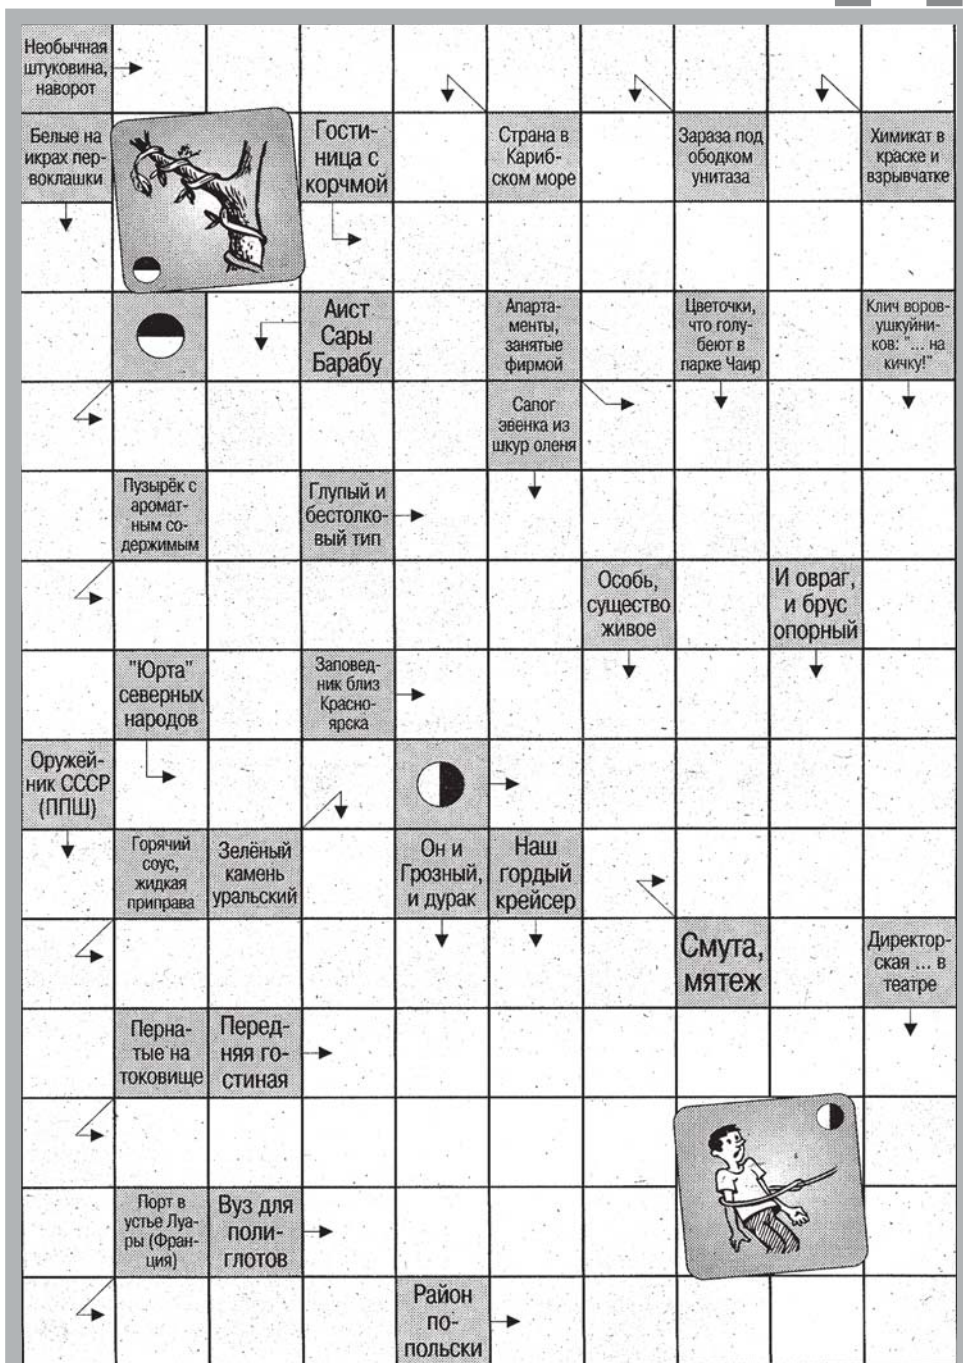 Необычная
штуковина,
наворот
Белые на
икрах пер-
воклашки
Гости-
ница с
корчмой
Страна в
Кариб-
ском море
Зараза под
ободком
унитаза
Химикат в
краске и
взрывчатке
Аист
Сары
Барабу
Апарта-
менты,
занятые
фирмой
Цветочки,
что голу-
беют в
парке Чаир
Клич воров-
ушкуйни-
ков: "... на
кичку!"
Сапог
эвенка из
шкур оленя
Пузырёк с
аромат-
ным со-
держимым
Глупый и
бестолко-
вый тип
Особь,
существо
живое
И овраг,
и брус
опорный
"Юрта"
северных
народов
Заповед-
ник близ
Красно-
ярска
Оружей-
ник СССР
(ППШ)
Горячий
соус,
жидкая
приправа
Зелёный
камень
уральский
Он и
Грозный,
и дурак
Наш
гордый
крейсер
Смута,
мятеж
Директор-
ская ... в
театре
Перна-
тые на
токовище
Перед-
няя го-
стиная
Порт в
устье Луа-
ры (Фран-
ция)
Вуз для
поли-
глотов
Район
по-
польски